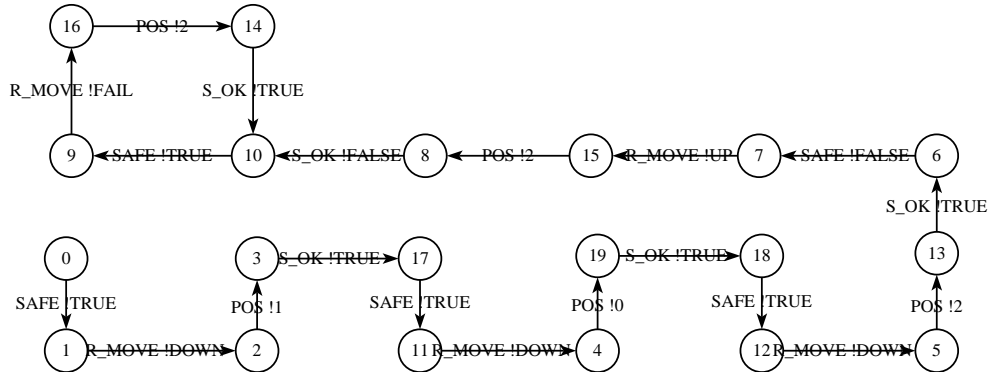 16 POS !2 14
R_MOVE !FAIL S_OK !TRUE
9 SAFE !TRUE 10 S_OK !FALSE 8 POS !2 15 R_MOVE !UP 7 SAFE !FALSE 6
S_OK !TRUE
0 3 S_OK !TRUE 17 19 S_OK !TRUE 18 13
SAFE !TRUE POS !1 SAFE !TRUE POS !0 SAFE !TRUE POS !2
1 R_MOVE !DOWN 2 11 R_MOVE !DOWN 4 12 R_MOVE !DOWN 5